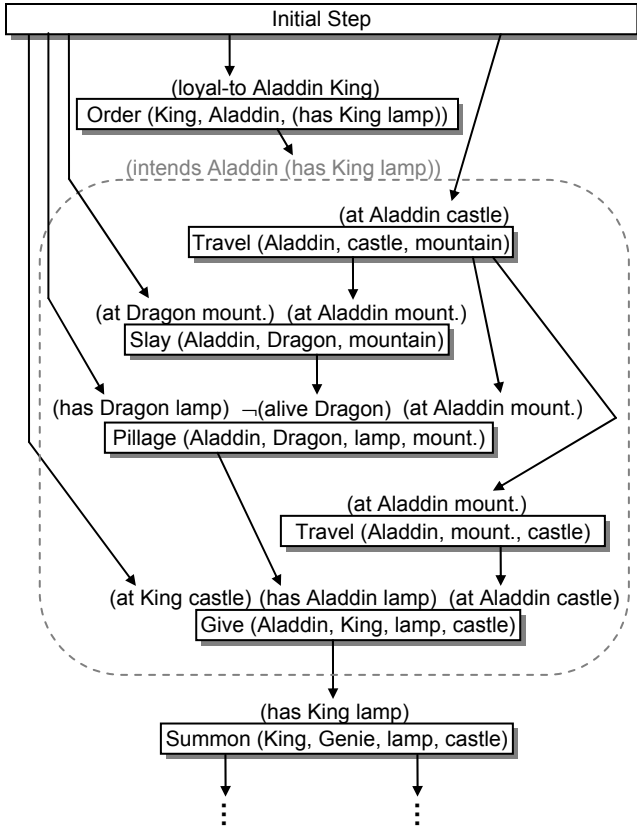 Initial Step
(loyal-to Aladdin King)
Order (King, Aladdin, (has King lamp))
(intends Aladdin (has King lamp))
(at Aladdin castle)
Travel (Aladdin, castle, mountain)
(at Dragon mount.) (at Aladdin mount.)
Slay (Aladdin, Dragon, mountain)
(has Dragon lamp) ¬(alive Dragon) (at Aladdin mount.)
Pillage (Aladdin, Dragon, lamp, mount.)
(at Aladdin mount.)
Travel (Aladdin, mount., castle)
(at King castle) (has Aladdin lamp) (at Aladdin castle)
Give (Aladdin, King, lamp, castle)
(has King lamp)
Summon (King, Genie, lamp, castle)